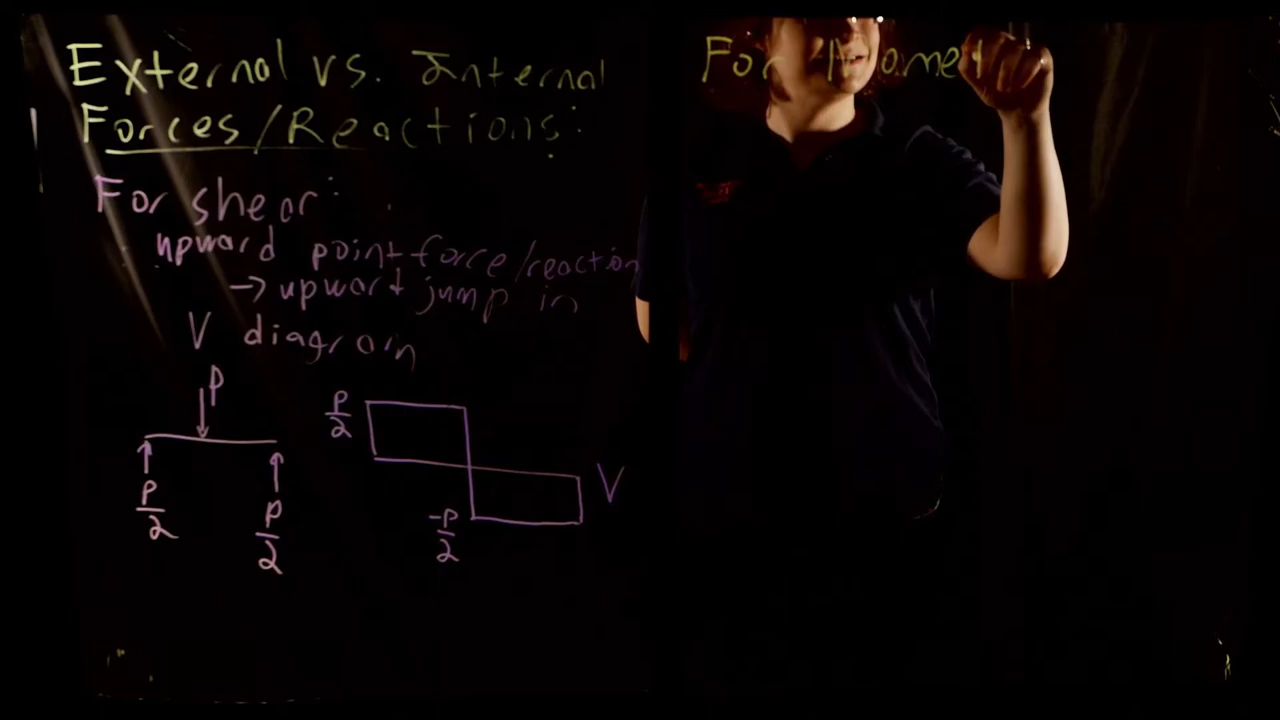 External vs. Internal
Forces/Reactions:
For shear:
upward point force/reaction
→ upward jump in
V diagram
P
P/2
P/2
P/2
-P/2
V
For Moment